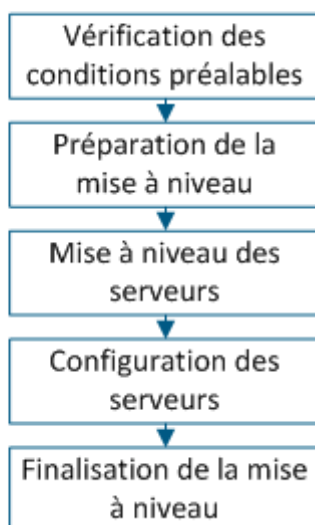 Vérification des
conditions préalables
Préparation de la
mise à niveau
Mise à niveau des
serveurs
Configuration des
serveurs
Finalisation de la mise
à niveau